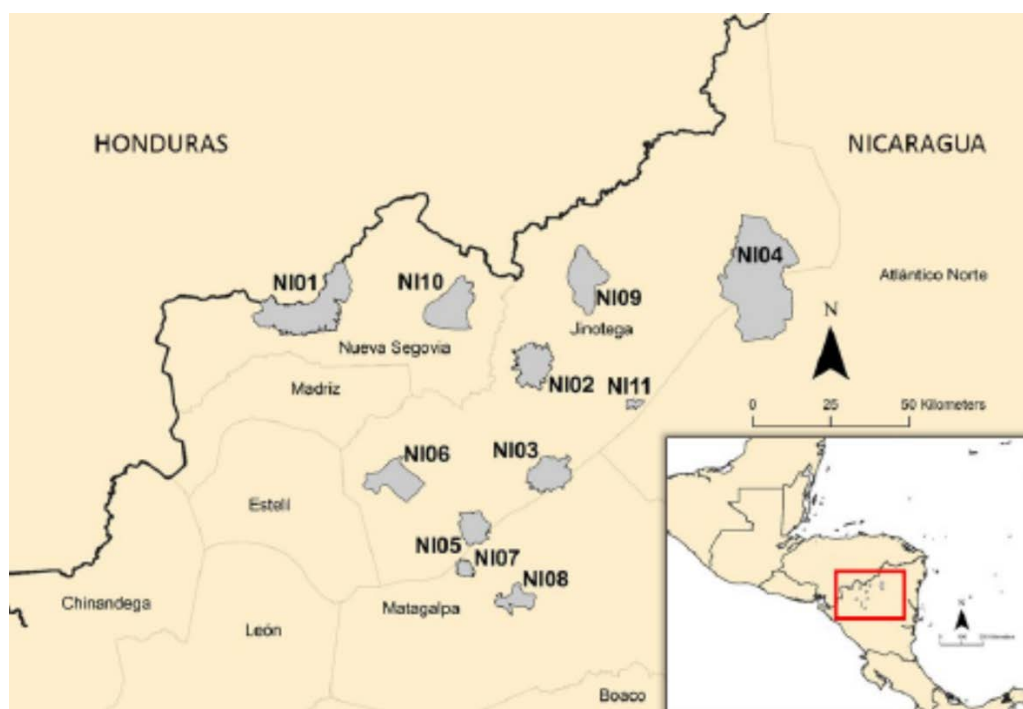 HONDURAS
NICARAGUA
NI01
NI10
NI09
NI04
Atlántico Norte
N
Jinotega
Nueva Segovia
NI02
NI11
Madriz
0 25 50 Kilometers
NI06
NI03
Estelí
NI05
NI07
NI08
Chinandega
Matagalpa
León
Boaco
N